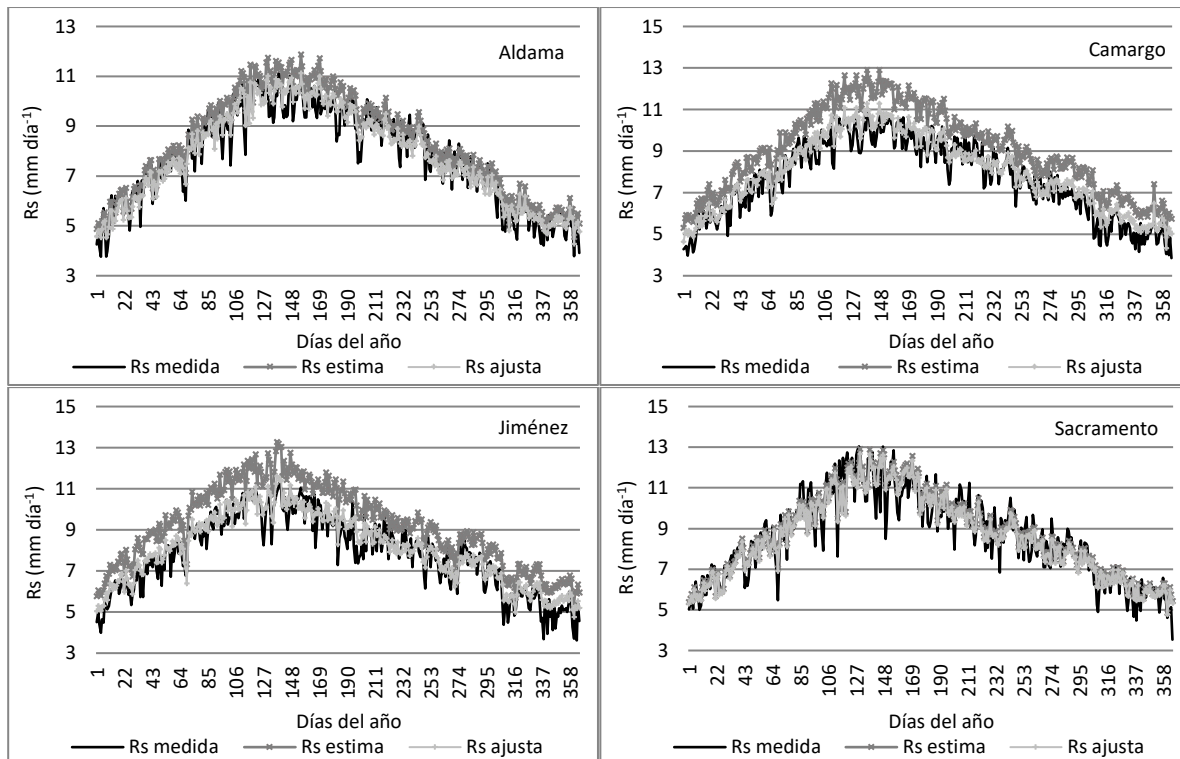 Aldama
13
11
9
7
5
3
Rs (mm día-1)
1 22 43 64 85 106 127 148 169 190 211 232 253 274 295 316 337 358
Días del año
Rs medida Rs estima Rs ajusta
Camargo
15
13
11
9
7
5
3
Rs (mm día-1)
1 22 43 64 85 106 127 148 169 190 211 232 253 274 295 316 337 358
Días del año
Rs medida Rs estima Rs ajusta
Jiménez
15
13
11
9
7
5
3
Rs (mm día-1)
1 22 43 64 85 106 127 148 169 190 211 232 253 274 295 316 337 358
Días del año
Rs medida Rs estima Rs ajusta
Sacramento
15
13
11
9
7
5
3
Rs (mm día-1)
1 22 43 64 85 106 127 148 169 190 211 232 253 274 295 316 337 358
Días del año
Rs medida Rs estima Rs ajusta